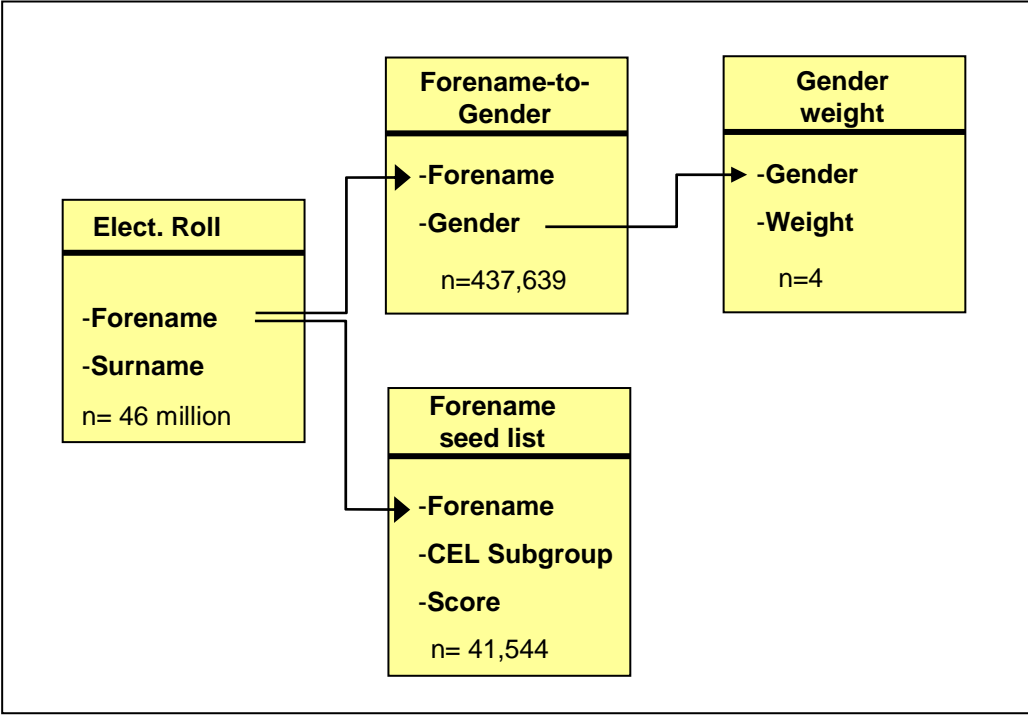 Elect. Roll
-Forename
-Surname
n= 46 million
Forename-to-
Gender
-Forename
-Gender
n=437,639
Gender
weight
-Gender
-Weight
n=4
Forename
seed list
-Forename
-CEL Subgroup
-Score
n= 41,544